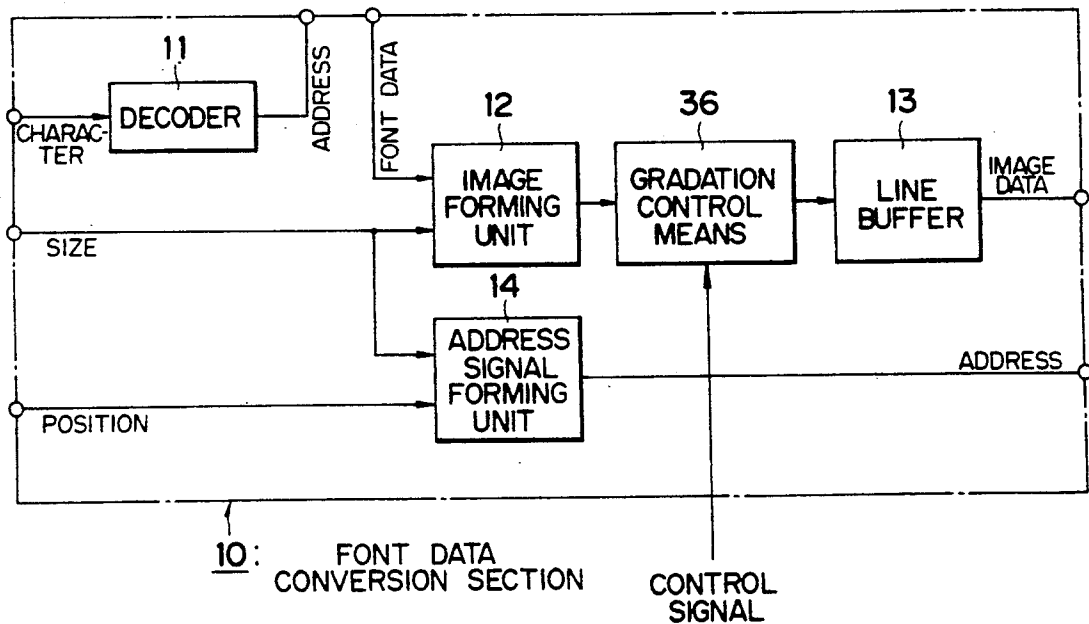 11
DECODER
CHARAC-
TER
ADDRESS
FONT DATA
12
IMAGE
FORMING
UNIT
36
GRADATION
CONTROL
MEANS
13
LINE
BUFFER
IMAGE
DATA
SIZE
14
ADDRESS
SIGNAL
FORMING
UNIT
ADDRESS
POSITION
10: FONT DATA
CONVERSION SECTION
CONTROL
SIGNAL